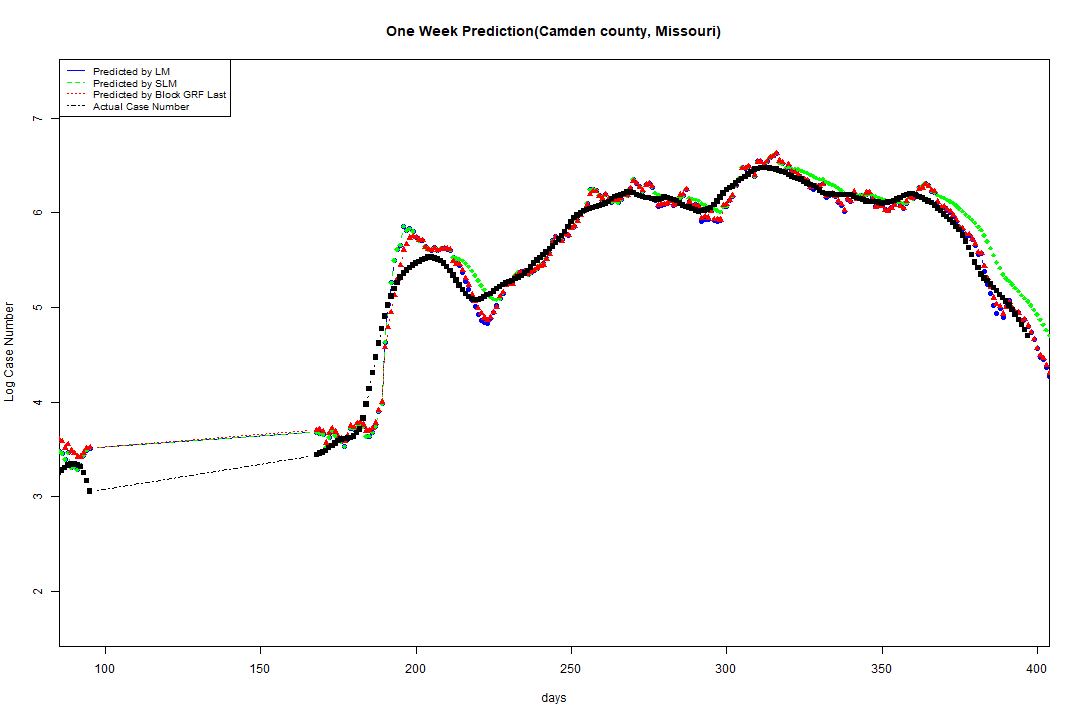 One Week Prediction(Camden county, Missouri)
Predicted by LM
Predicted by SLM
Predicted by Block GRF Last
Actual Case Number
7
6
5
4
3
2
Log Case Number
100 150 200 250 300 350 400
days